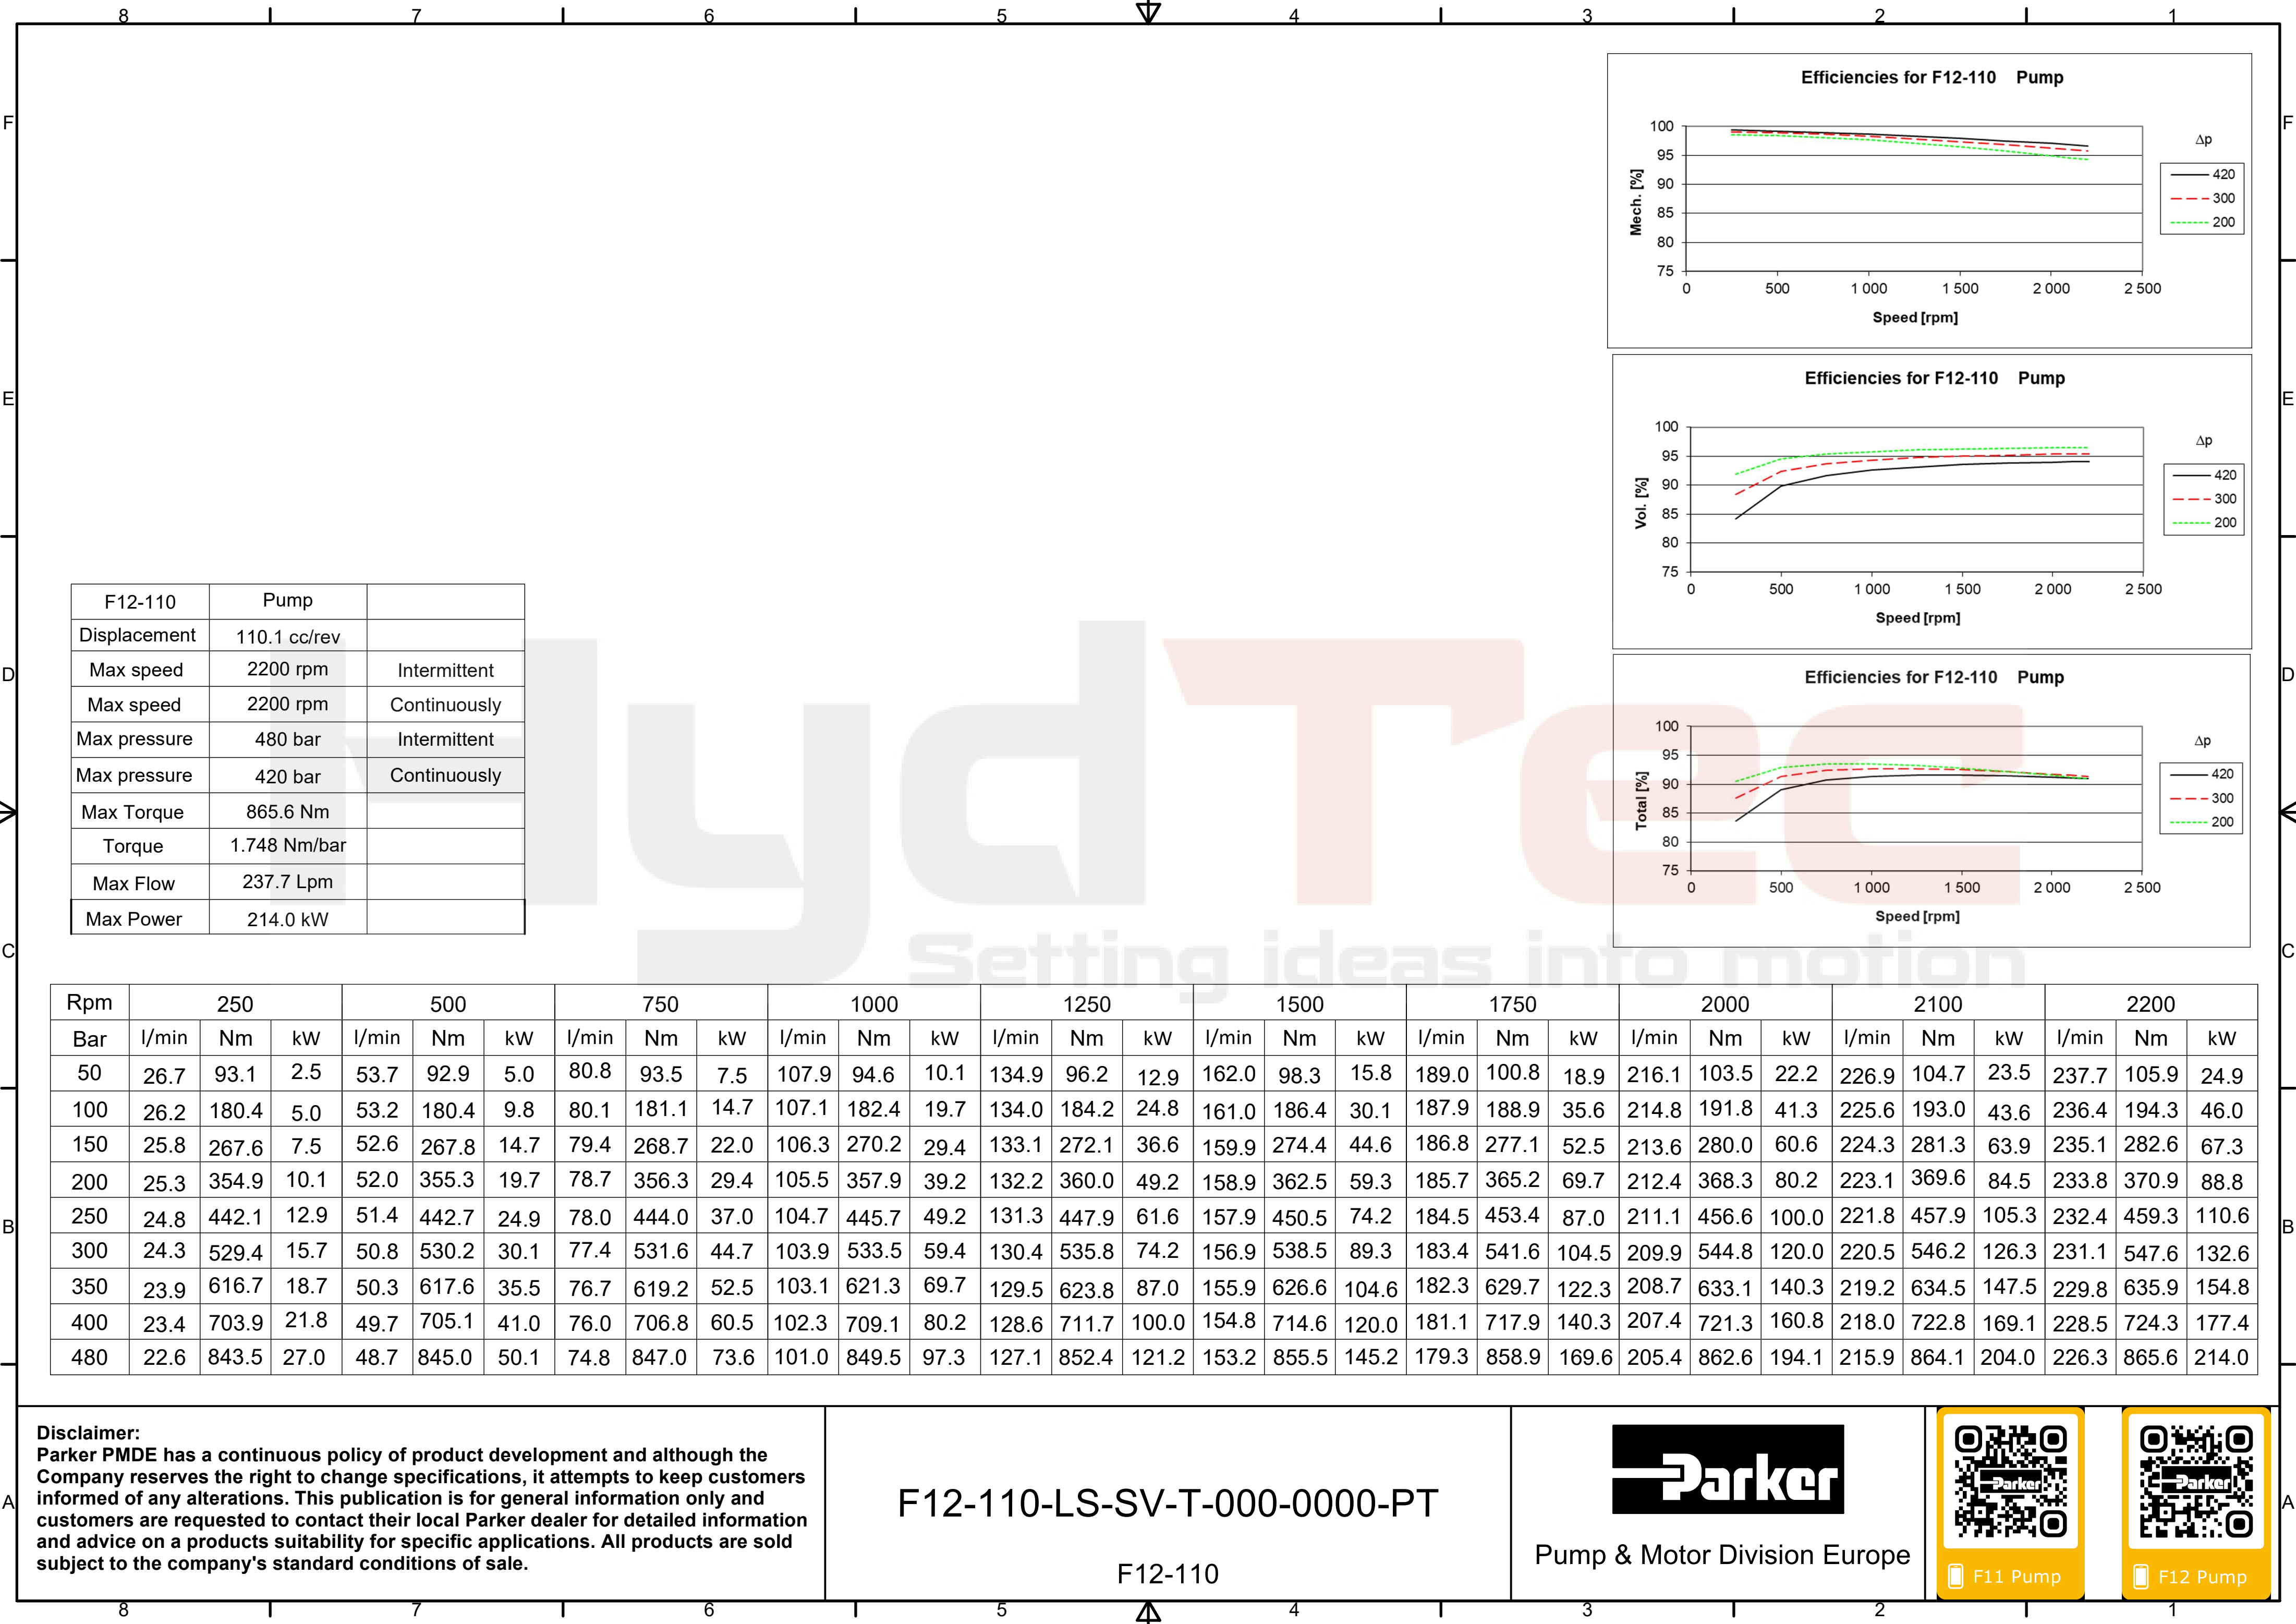 8 7 6 5 4 3 2 1
F F
E E
D D
C C
B B
A A
Efficiencies for F12-110 Pump
Mech. [%]
100
95
90
85
80
75
0 500 1 000 1 500 2 000 2 500
Speed [rpm]
Δp
420
300
200
Efficiencies for F12-110 Pump
Vol. [%]
100
95
90
85
80
75
0 500 1 000 1 500 2 000 2 500
Speed [rpm]
Δp
420
300
200
Efficiencies for F12-110 Pump
Total [%]
100
95
90
85
80
75
0 500 1 000 1 500 2 000 2 500
Speed [rpm]
Δp
420
300
200
F12-110 Pump
Displacement 110.1 cc/rev
Max speed 2200 rpm Intermittent
Max speed 2200 rpm Continuously
Max pressure 480 bar Intermittent
Max pressure 420 bar Continuously
Max Torque 865.6 Nm
Torque 1.748 Nm/bar
Max Flow 237.7 Lpm
Max Power 214.0 kW
HydTec
Setting ideas into motion
Rpm 250 500 750 1000 1250 1500 1750 2000 2100 2200
Bar l/min Nm kW l/min Nm kW l/min Nm kW l/min Nm kW l/min Nm kW l/min Nm kW l/min Nm kW l/min Nm kW l/min Nm kW l/min Nm kW
50 26.7 93.1 2.5 53.7 92.9 5.0 80.8 93.5 7.5 107.9 94.6 10.1 134.9 96.2 12.9 162.0 98.3 15.8 189.0 100.8 18.9 216.1 103.5 22.2 226.9 104.7 23.5 237.7 105.9 24.9
100 26.2 180.4 5.0 53.2 180.4 9.8 80.1 181.1 14.7 107.1 182.4 19.7 134.0 184.2 24.8 161.0 186.4 30.1 187.9 188.9 35.6 214.8 191.8 41.3 225.6 193.0 43.6 236.4 194.3 46.0
150 25.8 267.6 7.5 52.6 267.8 14.7 79.4 268.7 22.0 106.3 270.2 29.4 133.1 272.1 36.6 159.9 274.4 44.6 186.8 277.1 52.5 213.6 280.0 60.6 224.3 281.3 63.9 235.1 282.6 67.3
200 25.3 354.9 10.1 52.0 355.3 19.7 78.7 356.3 29.4 105.5 357.9 39.2 132.2 360.0 49.2 158.9 362.5 59.3 185.7 365.2 69.7 212.4 368.3 80.2 223.1 369.6 84.5 233.8 370.9 88.8
250 24.8 442.1 12.9 51.4 442.7 24.9 78.0 444.0 37.0 104.7 445.7 49.2 131.3 447.9 61.6 157.9 450.5 74.2 184.5 453.4 87.0 211.1 456.6 100.0 221.8 457.9 105.3 232.4 459.3 110.6
300 24.3 529.4 15.7 50.8 530.2 30.1 77.4 531.6 44.7 103.9 533.5 59.4 130.4 535.8 74.2 156.9 538.5 89.3 183.4 541.6 104.5 209.9 544.8 120.0 220.5 546.2 126.3 231.1 547.6 132.6
350 23.9 616.7 18.7 50.3 617.6 35.5 76.7 619.2 52.5 103.1 621.3 69.7 129.5 623.8 87.0 155.9 626.6 104.6 182.3 629.7 122.3 208.7 633.1 140.3 219.2 634.5 147.5 229.8 635.9 154.8
400 23.4 703.9 21.8 49.7 705.1 41.0 76.0 706.8 60.5 102.3 709.1 80.2 128.6 711.7 100.0 154.8 714.6 120.0 181.1 717.9 140.3 207.4 721.3 160.8 218.0 722.8 169.1 228.5 724.3 177.4
480 22.6 843.5 27.0 48.7 845.0 50.1 74.8 847.0 73.6 101.0 849.5 97.3 127.1 852.4 121.2 153.2 855.5 145.2 179.3 858.9 169.6 205.4 862.6 194.1 215.9 864.1 204.0 226.3 865.6 214.0
Disclaimer:
Parker PMDE has a continuous policy of product development and although the
Company reserves the right to change specifications, it attempts to keep customers
informed of any alterations. This publication is for general information only and
customers are requested to contact their local Parker dealer for detailed information
and advice on a products suitability for specific applications. All products are sold
subject to the company's standard conditions of sale.
F12-110-LS-SV-T-000-0000-PT
F12-110
Parker
Pump & Motor Division Europe
Parker
F11 Pump
Parker
F12 Pump
8 7 6 5 4 3 2 1